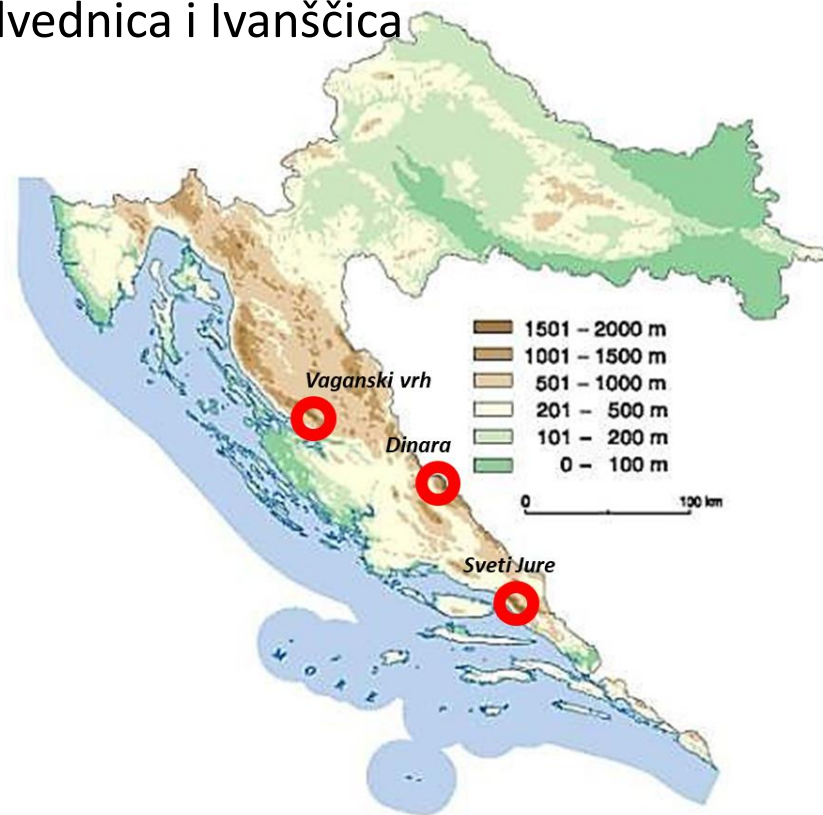 lvednica i Ivanščica
1501 – 2000 m
1001 – 1500 m
501 – 1000 m
201 – 500 m
101 – 200 m
0 – 100 m
Vaganski vrh
Dinara
0 100 km
Sveti Jure
MORE